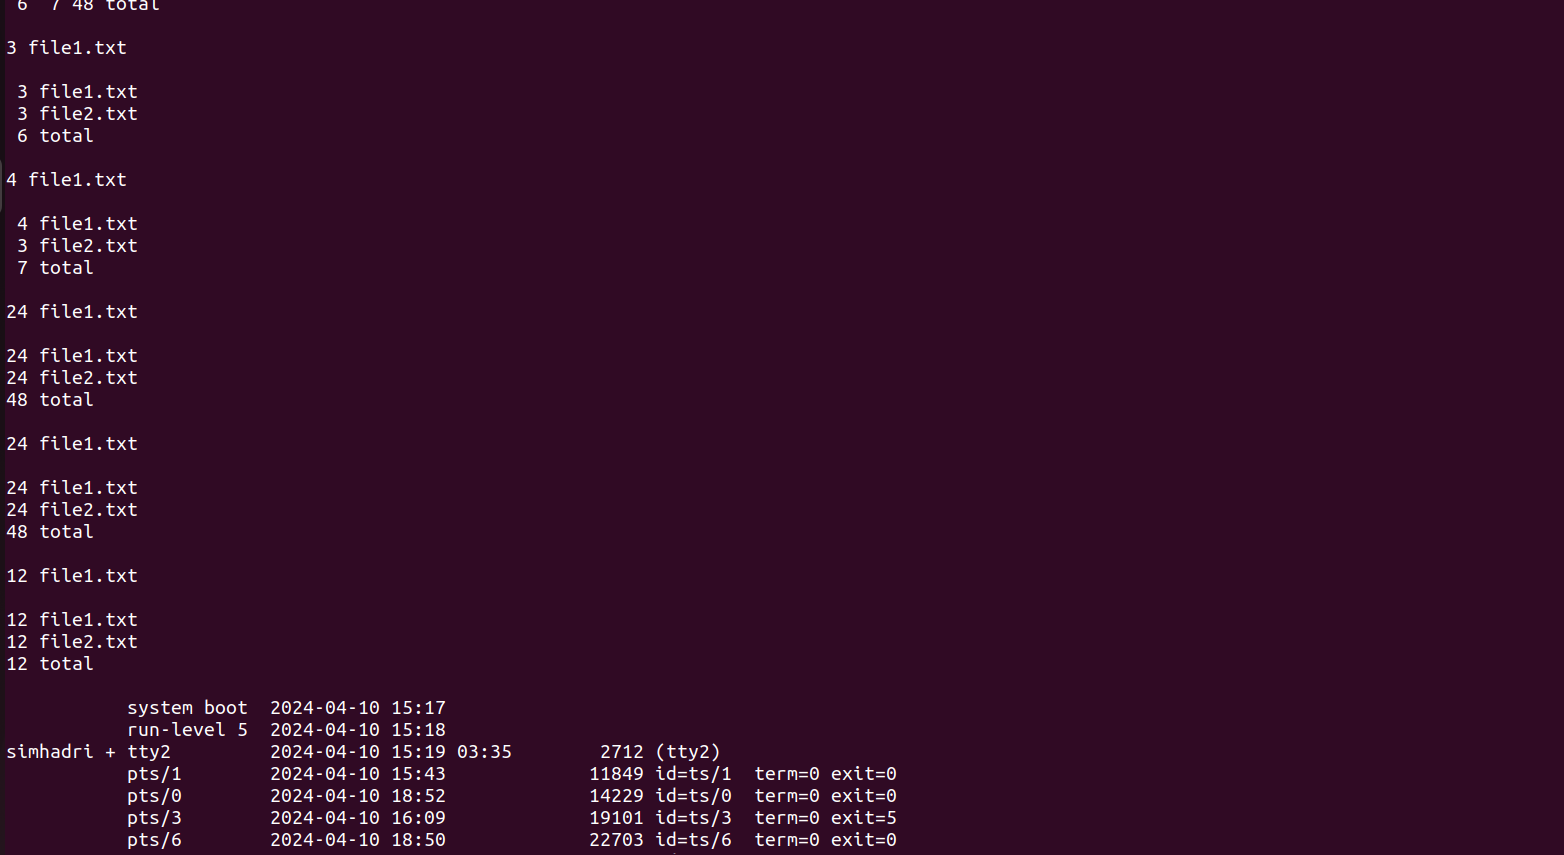 6  7 48 total

3 file1.txt

 3 file1.txt
 3 file2.txt
 6 total

4 file1.txt

 4 file1.txt
 3 file2.txt
 7 total

24 file1.txt

24 file1.txt
24 file2.txt
48 total

24 file1.txt

24 file1.txt
24 file2.txt
48 total

12 file1.txt

12 file1.txt
12 file2.txt
12 total

           system boot  2024-04-10 15:17
           run-level 5  2024-04-10 15:18
simhadri + tty2         2024-04-10 15:19 03:35        2712 (tty2)
           pts/1        2024-04-10 15:43             11849 id=ts/1  term=0 exit=0
           pts/0        2024-04-10 18:52             14229 id=ts/0  term=0 exit=0
           pts/3        2024-04-10 16:09             19101 id=ts/3  term=0 exit=5
           pts/6        2024-04-10 18:50             22703 id=ts/6  term=0 exit=0